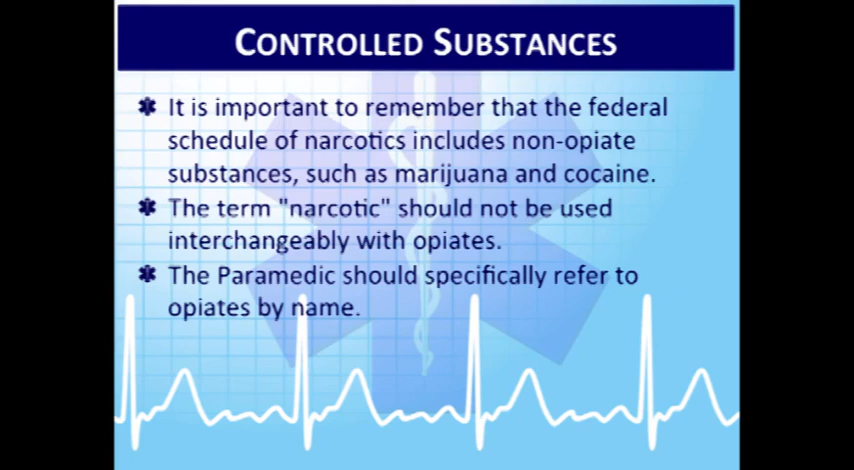 CONTROLLED SUBSTANCES
It is important to remember that the federal
schedule of narcotics includes non-opiate
substances, such as marijuana and cocaine.
The term "narcotic" should not be used
interchangeably with opiates.
The Paramedic should specifically refer to
opiates by name.